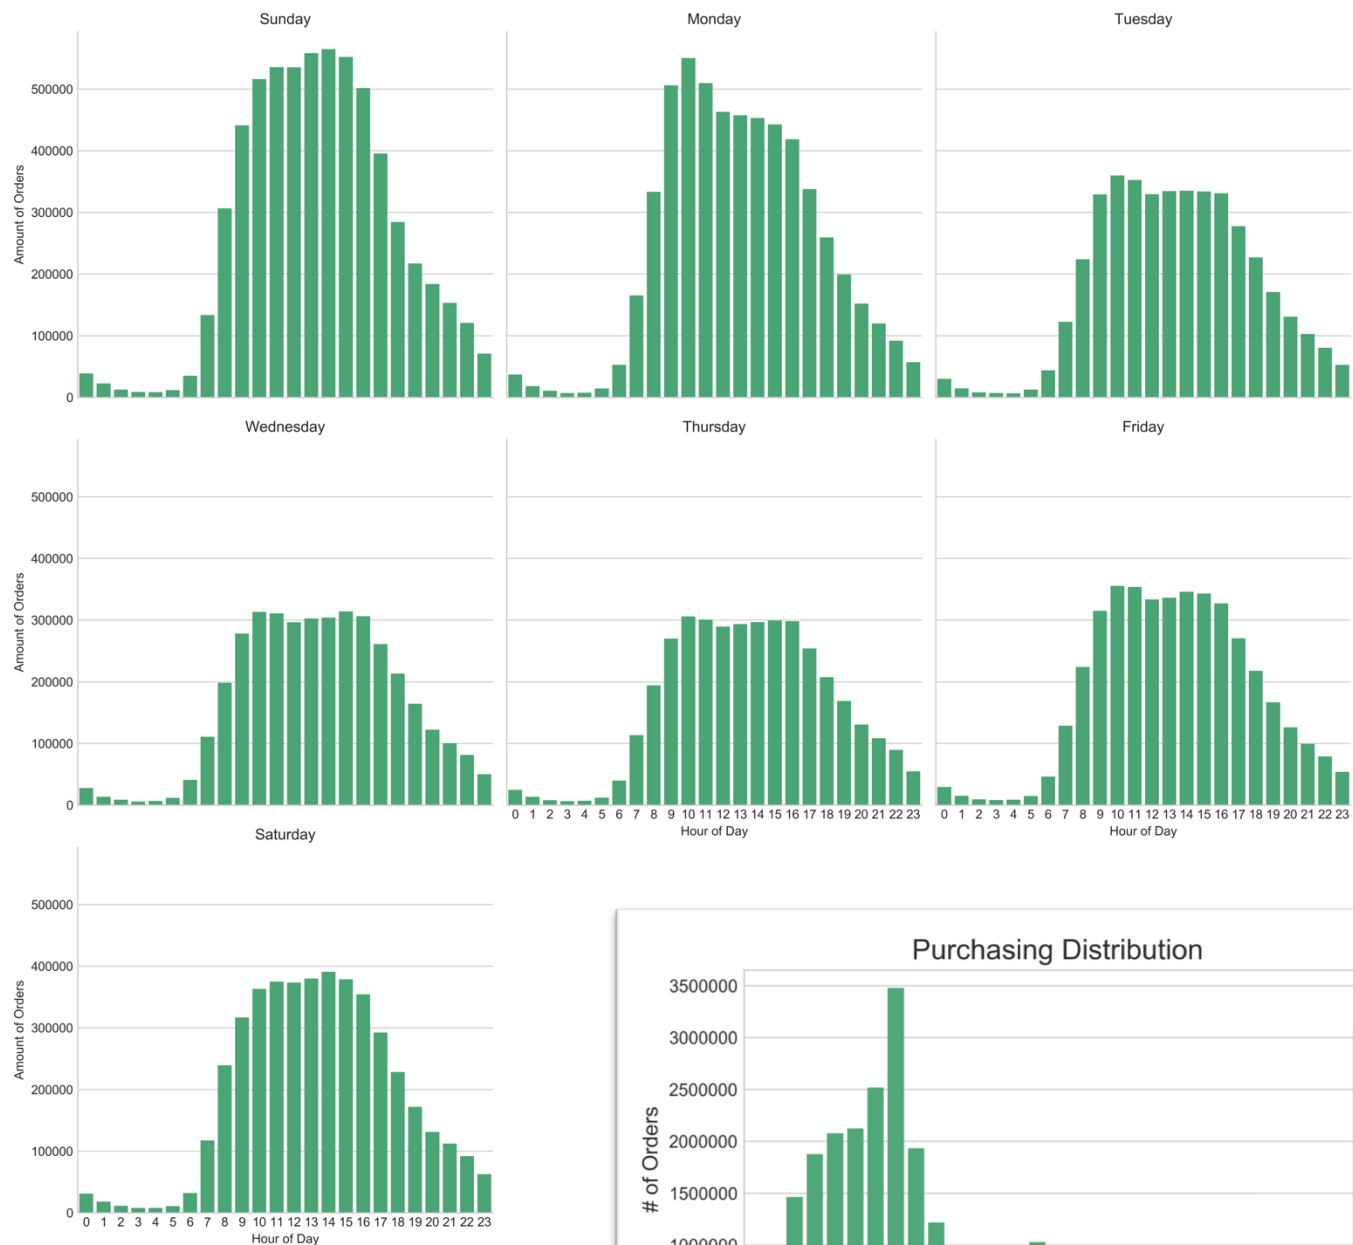 Sunday
Monday
Tuesday
Amount of Orders
500000
400000
300000
200000
100000
0
Wednesday
Thursday
Friday
Amount of Orders
500000
400000
300000
200000
100000
0
0 1 2 3 4 5 6 7 8 9 10 11 12 13 14 15 16 17 18 19 20 21 22 23
Hour of Day
0 1 2 3 4 5 6 7 8 9 10 11 12 13 14 15 16 17 18 19 20 21 22 23
Hour of Day
Saturday
Amount of Orders
500000
400000
300000
200000
100000
0
0 1 2 3 4 5 6 7 8 9 10 11 12 13 14 15 16 17 18 19 20 21 22 23
Hour of Day
Purchasing Distribution
# of Orders
3500000
3000000
2500000
2000000
1500000
1000000